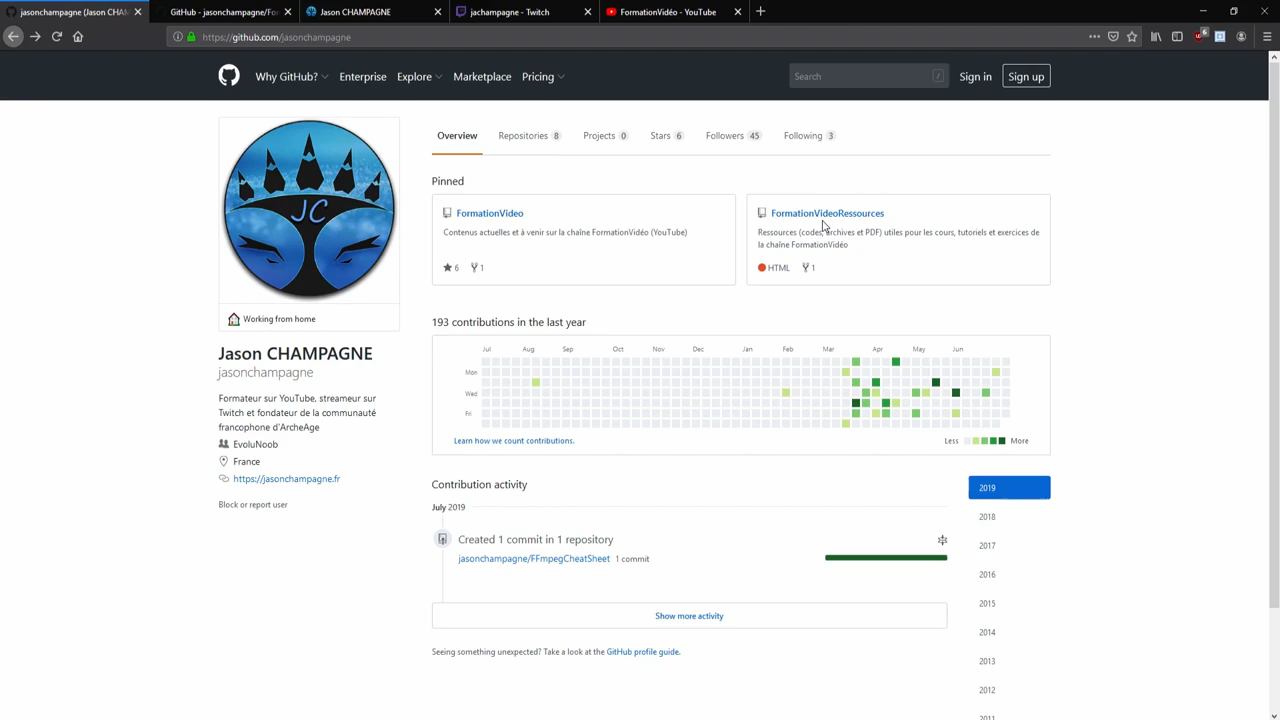 jasonchampagne (Jason CHAM
GitHub - jasonchampagne/For
Jason CHAMPAGNE
jachampagne - Twitch
FormationVidéo - YouTube
https://github.com/jasonchampagne
Why GitHub?
Enterprise
Explore
Marketplace
Pricing
Search
/
Sign in
Sign up
JC
Working from home
Jason CHAMPAGNE
jasonchampagne
Formateur sur YouTube, streameur sur
Twitch et fondateur de la communauté
francophone d'ArcheAge
EvoluNoob
France
https://jasonchampagne.fr
Block or report user
Overview
Repositories 8
Projects 0
Stars 6
Followers 45
Following 3
Pinned
FormationVideo
Contenus actuelles et à venir sur la chaîne FormationVidéo (YouTube)
6 1
FormationVideoRessources
Ressources (codes, archives et PDF) utiles pour les cours, tutoriels et exercices de
la chaîne FormationVidéo
HTML 1
193 contributions in the last year
Jul Aug Sep Oct Nov Dec Jan Feb Mar Apr May Jun
Mon
Wed
Fri
Learn how we count contributions.
Less More
Contribution activity
July 2019
Created 1 commit in 1 repository
jasonchampagne/FFmpegCheatSheet 1 commit
Show more activity
Seeing something unexpected? Take a look at the GitHub profile guide.
2019
2018
2017
2016
2015
2014
2013
2012
2011